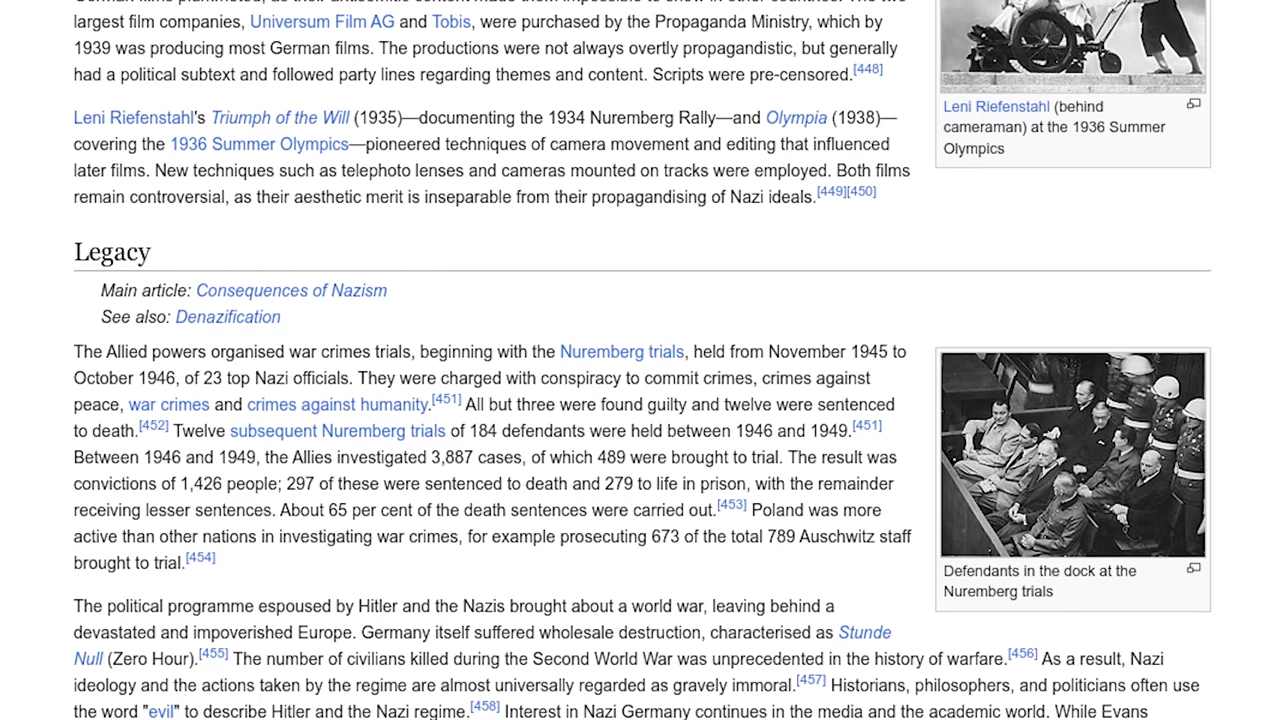 largest film companies, Universum Film AG and Tobis, were purchased by the Propaganda Ministry, which by
1939 was producing most German films. The productions were not always overtly propagandistic, but generally
had a political subtext and followed party lines regarding themes and content. Scripts were pre-censored.[448]
Leni Riefenstahl's Triumph of the Will (1935)—documenting the 1934 Nuremberg Rally—and Olympia (1938)—
covering the 1936 Summer Olympics—pioneered techniques of camera movement and editing that influenced
later films. New techniques such as telephoto lenses and cameras mounted on tracks were employed. Both films
remain controversial, as their aesthetic merit is inseparable from their propagandising of Nazi ideals.[449][450]
Leni Riefenstahl (behind
cameraman) at the 1936 Summer
Olympics
Legacy
Main article: Consequences of Nazism
See also: Denazification
The Allied powers organised war crimes trials, beginning with the Nuremberg trials, held from November 1945 to
October 1946, of 23 top Nazi officials. They were charged with conspiracy to commit crimes, crimes against
peace, war crimes and crimes against humanity.[451] All but three were found guilty and twelve were sentenced
to death.[452] Twelve subsequent Nuremberg trials of 184 defendants were held between 1946 and 1949.[451]
Between 1946 and 1949, the Allies investigated 3,887 cases, of which 489 were brought to trial. The result was
convictions of 1,426 people; 297 of these were sentenced to death and 279 to life in prison, with the remainder
receiving lesser sentences. About 65 per cent of the death sentences were carried out.[453] Poland was more
active than other nations in investigating war crimes, for example prosecuting 673 of the total 789 Auschwitz staff
brought to trial.[454]
Defendants in the dock at the
Nuremberg trials
The political programme espoused by Hitler and the Nazis brought about a world war, leaving behind a
devastated and impoverished Europe. Germany itself suffered wholesale destruction, characterised as Stunde
Null (Zero Hour).[455] The number of civilians killed during the Second World War was unprecedented in the history of warfare.[456] As a result, Nazi
ideology and the actions taken by the regime are almost universally regarded as gravely immoral.[457] Historians, philosophers, and politicians often use
the word "evil" to describe Hitler and the Nazi regime.[458] Interest in Nazi Germany continues in the media and the academic world. While Evans